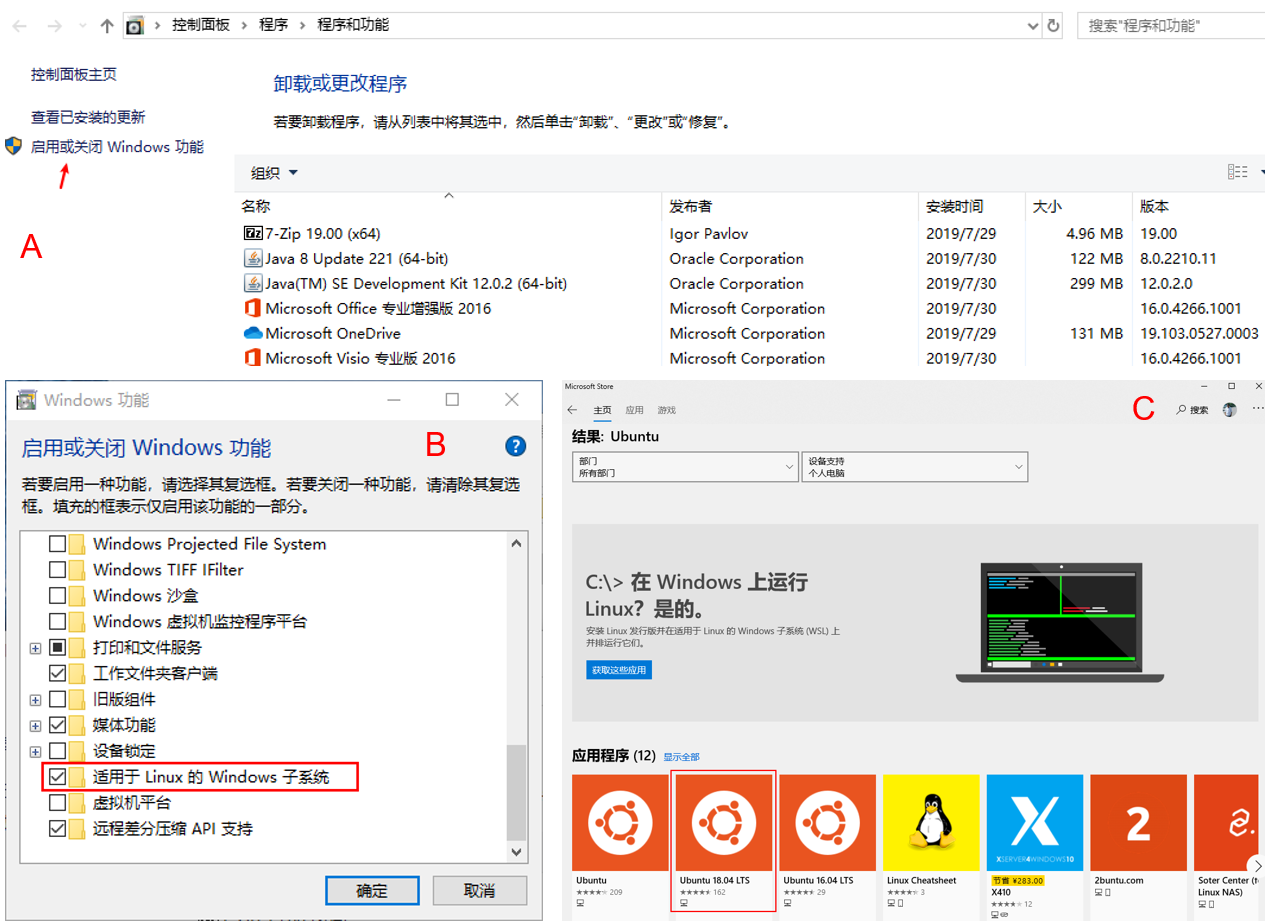 控制面板 › 程序 › 程序和功能
搜索"程序和功能"
控制面板主页
查看已安装的更新
启用或关闭 Windows 功能
A
卸载或更改程序
若要卸载程序，请从列表中将其选中，然后单击“卸载”、“更改”或“修复”。
组织
名称 发布者 安装时间 大小 版本
7-Zip 19.00 (x64) Igor Pavlov 2019/7/29 4.96 MB 19.00
Java 8 Update 221 (64-bit) Oracle Corporation 2019/7/30 122 MB 8.0.2210.11
Java(TM) SE Development Kit 12.0.2 (64-bit) Oracle Corporation 2019/7/30 299 MB 12.0.2.0
Microsoft Office 专业增强版 2016 Microsoft Corporation 2019/7/30 16.0.4266.1001
Microsoft OneDrive Microsoft Corporation 2019/7/29 131 MB 19.103.0527.0003
Microsoft Visio 专业版 2016 Microsoft Corporation 2019/7/30 16.0.4266.1001
Windows 功能
启用或关闭 Windows 功能
B
若要启用一种功能，请选择其复选框。若要关闭一种功能，请清除其复选
框。填充的框表示仅启用该功能的一部分。
Windows Projected File System
Windows TIFF IFilter
Windows 沙盒
Windows 虚拟机监控程序平台
打印和文件服务
工作文件夹客户端
旧版组件
媒体功能
设备锁定
适用于 Linux 的 Windows 子系统
虚拟机平台
远程差分压缩 API 支持
确定 取消
Microsoft Store
主页 应用 游戏
C
搜索
结果: Ubuntu
部门
所有部门
设备支持
个人电脑
C:\> 在 Windows 上运行
Linux？是的。
安装 Linux 发行版并在适用于 Linux 的 Windows 子系统 (WSL) 上
并排运行它们。
获取这些应用
应用程序 (12) 显示全部
XSERVER4WINDOWS10
2
Ubuntu
209
Ubuntu 18.04 LTS
162
Ubuntu 16.04 LTS
29
Linux Cheatsheet
3
节省 ¥283.00
X410
12
2buntu.com
Soter Center (f
Linux NAS)